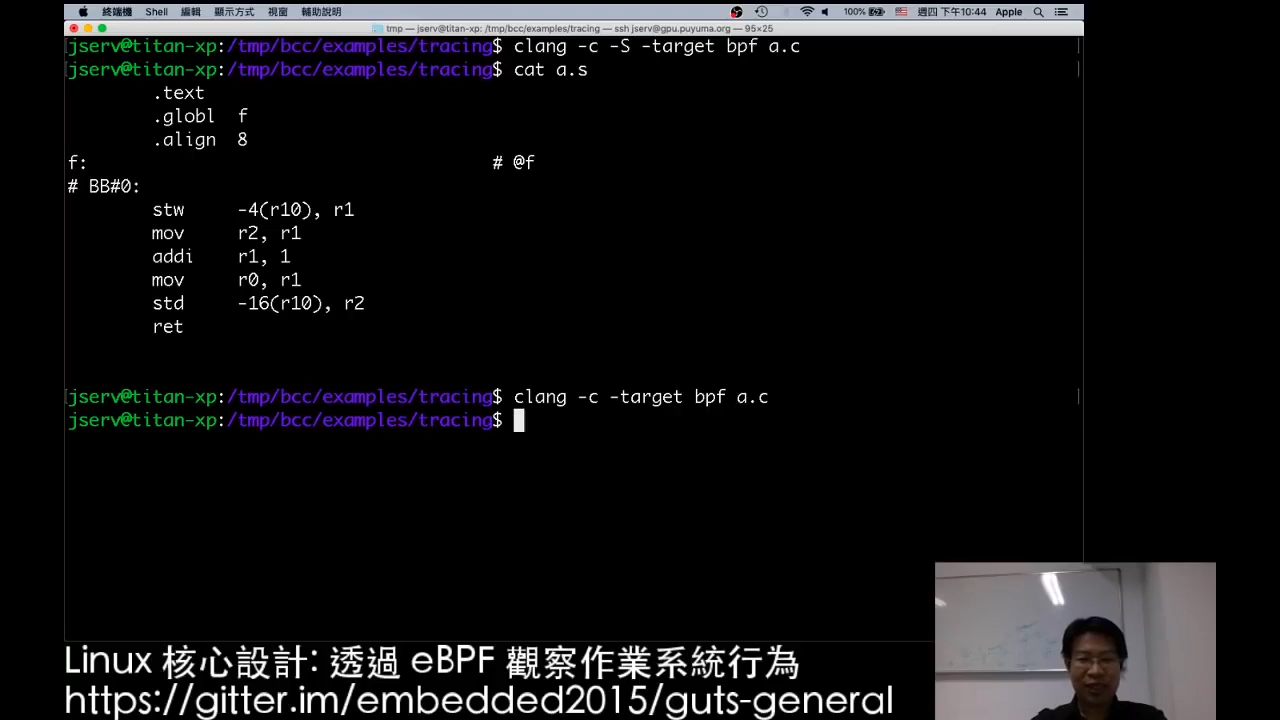 終端機 Shell 編輯 顯示方式 視窗 輔助說明 100% 週四下午10:44 Apple
tmp — jserv@titan-xp: /tmp/bcc/examples/tracing — ssh jserv@gpu.puyuma.org — 95×25
jserv@titan-xp:/tmp/bcc/examples/tracing$ clang -c -S -target bpf a.c
jserv@titan-xp:/tmp/bcc/examples/tracing$ cat a.s
.text
.globl f
.align 8
f: # @f
# BB#0:
stw -4(r10), r1
mov r2, r1
addi r1, 1
mov r0, r1
std -16(r10), r2
ret
jserv@titan-xp:/tmp/bcc/examples/tracing$ clang -c -target bpf a.c
jserv@titan-xp:/tmp/bcc/examples/tracing$
Linux 核心設計: 透過 eBPF 觀察作業系統行為
https://gitter.im/embedded2015/guts-general